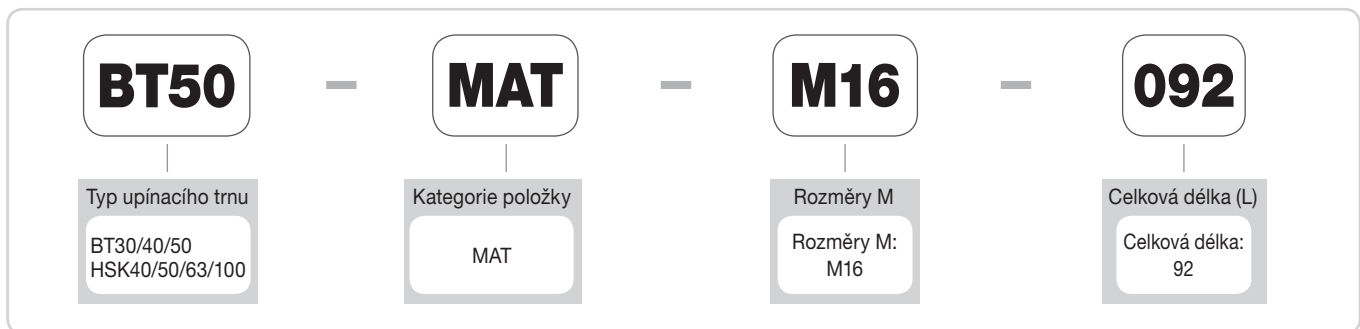 BT50 - MAT - M16 - 092
Typ upínacího trnu
BT30/40/50
HSK40/50/63/100
Kategorie položky
MAT
Rozměry M
Rozměry M:
M16
Celková délka (L)
Celková délka:
92